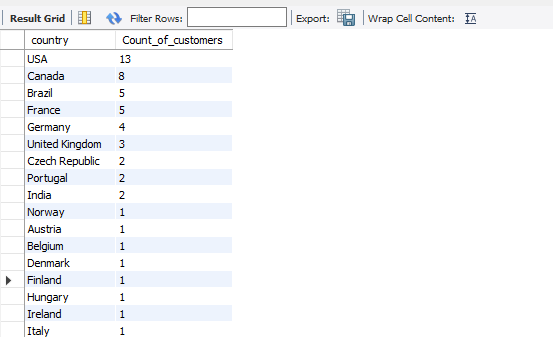 Result Grid Filter Rows: Export: Wrap Cell Content:
country Count_of_customers
USA 13
Canada 8
Brazil 5
France 5
Germany 4
United Kingdom 3
Czech Republic 2
Portugal 2
India 2
Norway 1
Austria 1
Belgium 1
Denmark 1
Finland 1
Hungary 1
Ireland 1
Italy 1